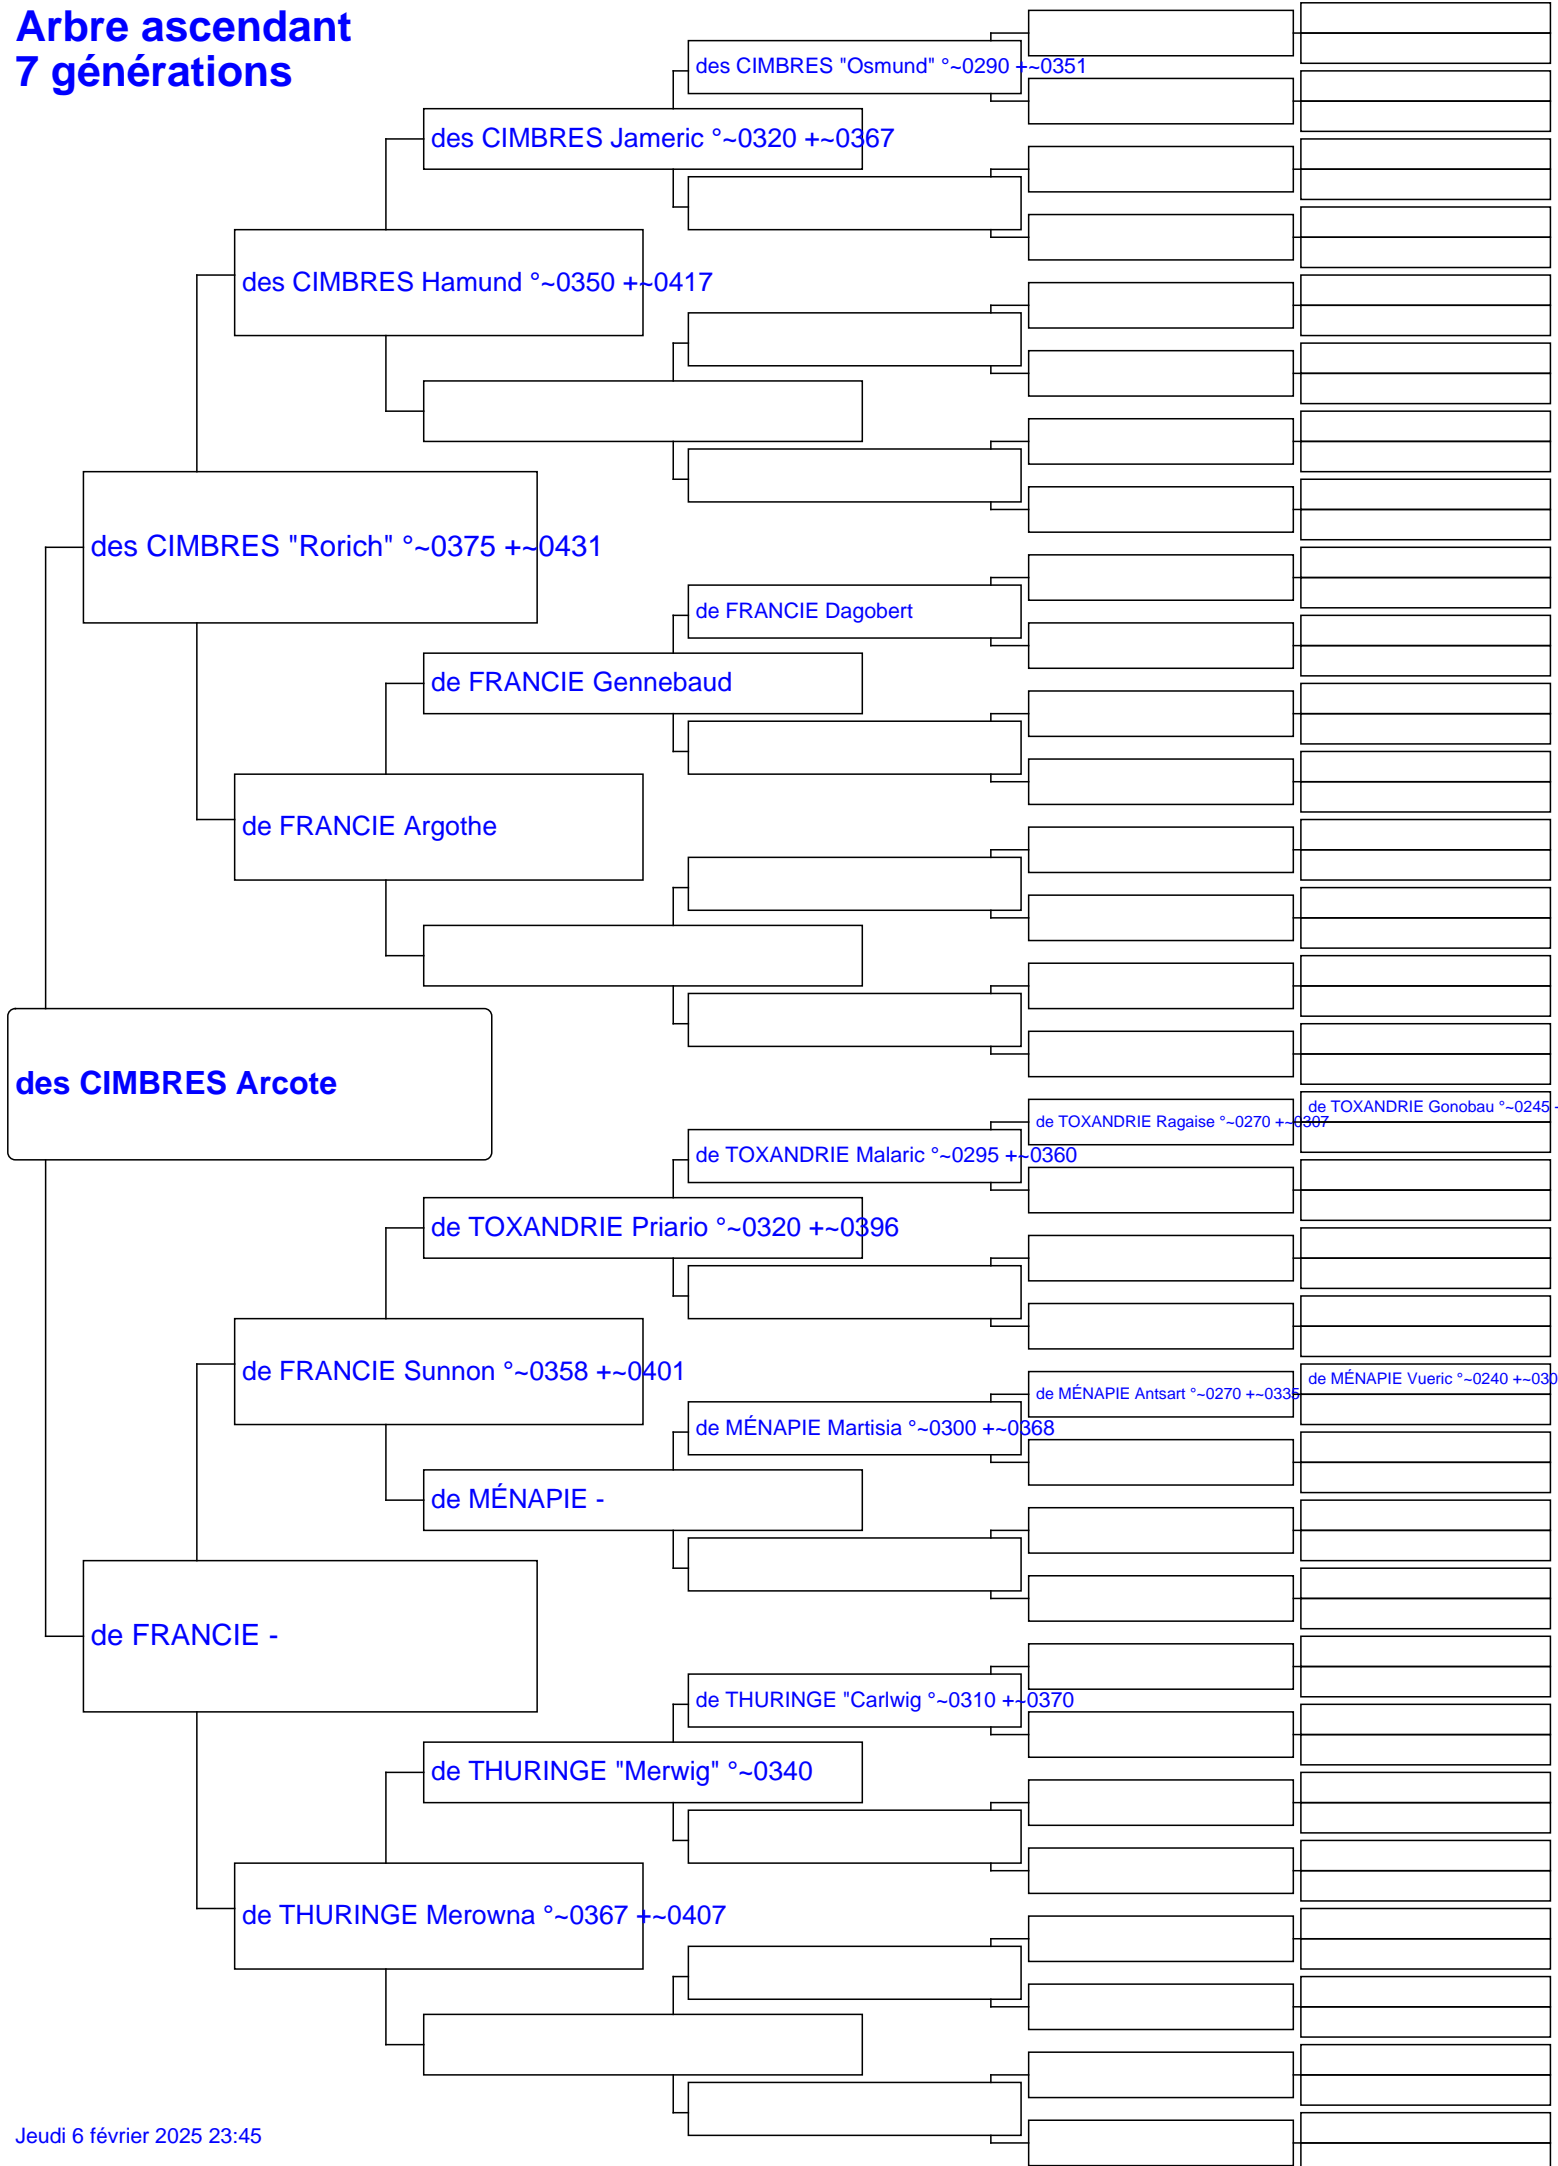 Arbre ascendant
7 générations
des CIMBRES "Osmund" °~0290 +~0351
des CIMBRES Jameric °~0320 +~0367
des CIMBRES Hamund °~0350 +~0417
des CIMBRES "Rorich" °~0375 +~0431
de FRANCIE Dagobert
de FRANCIE Gennebaud
de FRANCIE Argothe
des CIMBRES Arcote
de TOXANDRIE Gonobau °~0245 -
de TOXANDRIE Ragaise °~0270 +~0307
de TOXANDRIE Malaric °~0295 +~0360
de TOXANDRIE Priario °~0320 +~0396
de FRANCIE Sunnon °~0358 +~0401
de MÉNAPIE Vueric °~0240 +~030
de MÉNAPIE Antsart °~0270 +~0335
de MÉNAPIE Martisia °~0300 +~0368
de MÉNAPIE -
de FRANCIE -
de THURINGE "Carlwig °~0310 +~0370
de THURINGE "Merwig" °~0340
de THURINGE Merowna °~0367 +~0407
Jeudi 6 février 2025 23:45